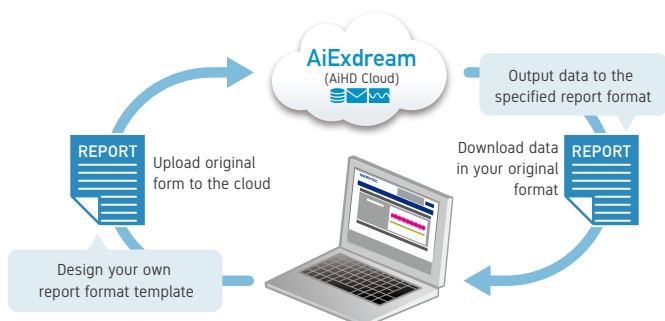 AiExdream
(AiHD Cloud)
Output data to the
specified report format
REPORT
Upload original
form to the cloud
Download data
in your original
format
REPORT
Design your own
report format template